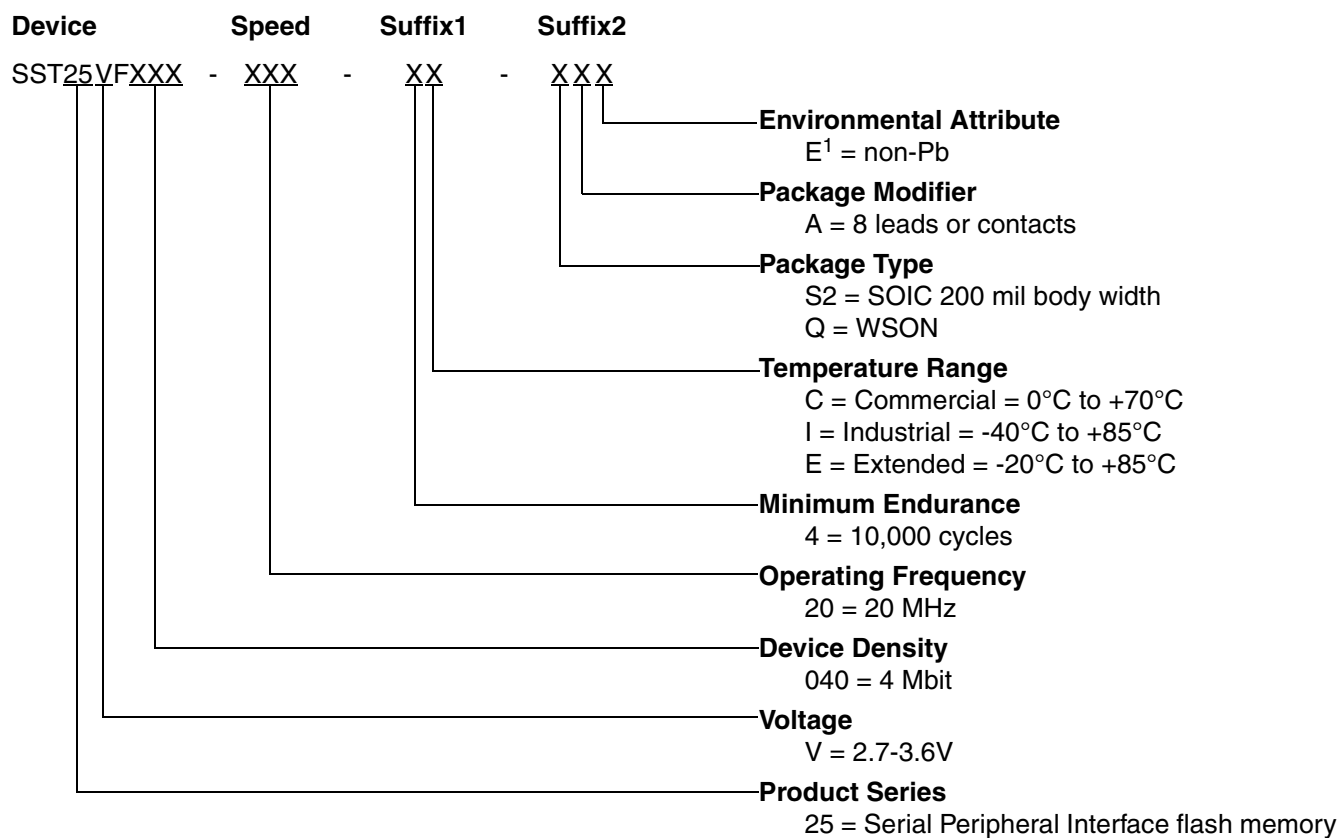 Device Speed Suffix1 Suffix2
SST25VFXXX - XXX - XX - XXX
Environmental Attribute
E1 = non-Pb
Package Modifier
A = 8 leads or contacts
Package Type
S2 = SOIC 200 mil body width
Q = WSON
Temperature Range
C = Commercial = 0°C to +70°C
I = Industrial = -40°C to +85°C
E = Extended = -20°C to +85°C
Minimum Endurance
4 = 10,000 cycles
Operating Frequency
20 = 20 MHz
Device Density
040 = 4 Mbit
Voltage
V = 2.7-3.6V
Product Series
25 = Serial Peripheral Interface flash memory